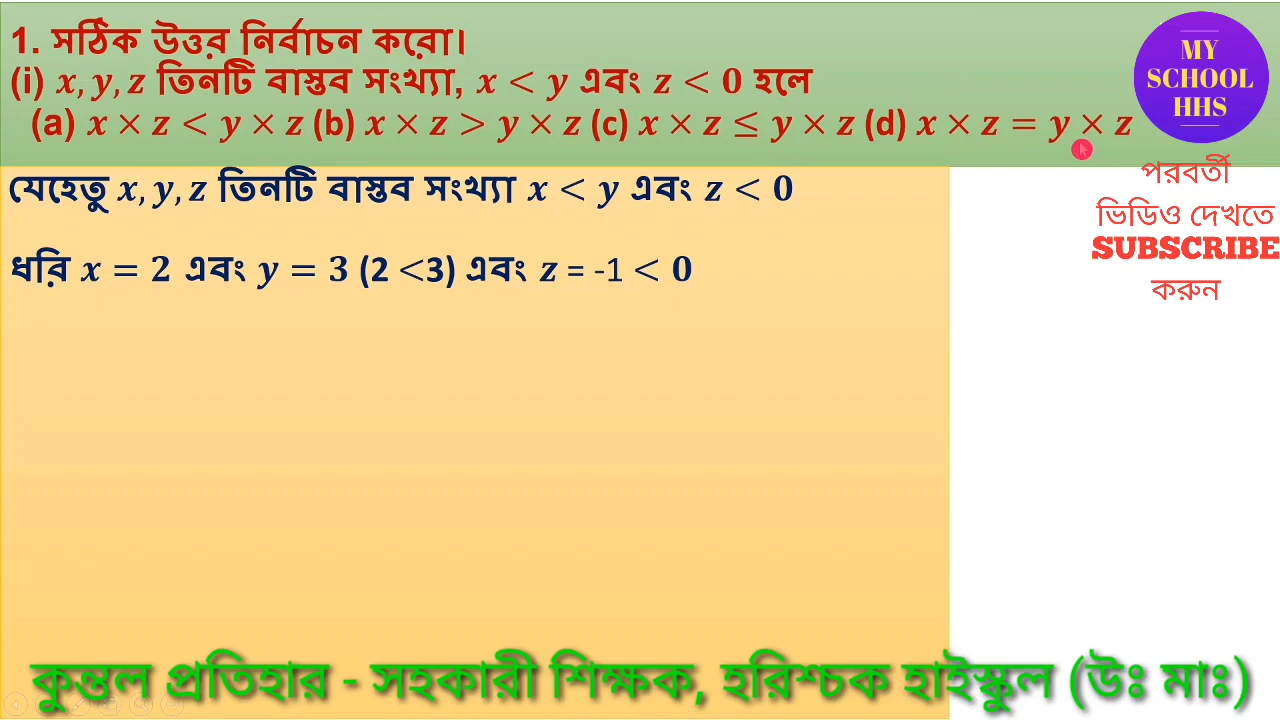 1. সঠিক উত্তর নির্বাচন করো।
(i) x, y, z তিনটি বাস্তব সংখ্যা, x < y এবং z < 0 হলে
(a) x × z < y × z (b) x × z > y × z (c) x × z ≤ y × z (d) x × z = y × z
MY
SCHOOL
HHS
যেহেতু x, y, z তিনটি বাস্তব সংখ্যা x < y এবং z < 0
ধরি x = 2 এবং y = 3 (2 <3) এবং z = -1 < 0
পরবর্তী
ভিডিও দেখতে
SUBSCRIBE
করুন
কুন্তল প্রতিহার - সহকারী শিক্ষক, হরিশ্চক হাইস্কুল (উঃ মাঃ)